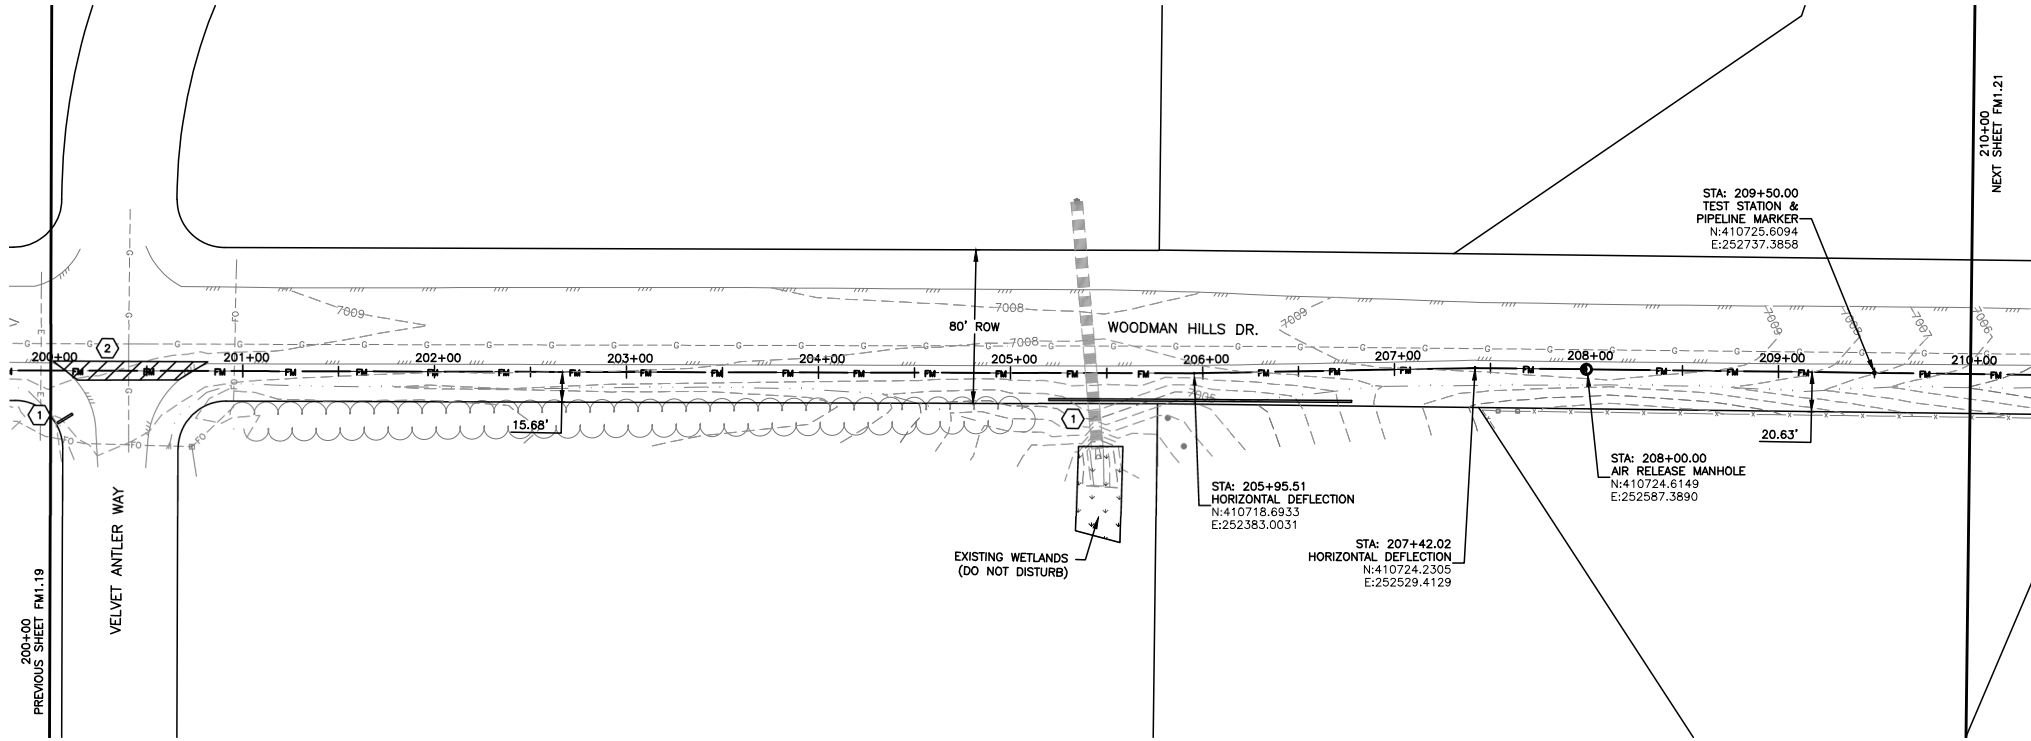 200+00
PREVIOUS SHEET FM1.19
VELVET ANTLER WAY
1
2
200+00
201+00
202+00
203+00
204+00
205+00
206+00
207+00
208+00
209+00
210+00
7009
7008
7008
7009
7009
7008
7007
7006
7005
80' ROW
WOODMAN HILLS DR.
15.68'
20.63'
1
EXISTING WETLANDS
(DO NOT DISTURB)
STA: 205+95.51
HORIZONTAL DEFLECTION
N:410718.6933
E:252383.0031
STA: 207+42.02
HORIZONTAL DEFLECTION
N:410724.2305
E:252529.4129
STA: 208+00.00
AIR RELEASE MANHOLE
N:410724.6149
E:252587.3890
STA: 209+50.00
TEST STATION &
PIPELINE MARKER
N:410725.6094
E:252737.3858
210+00
NEXT SHEET FM1.21